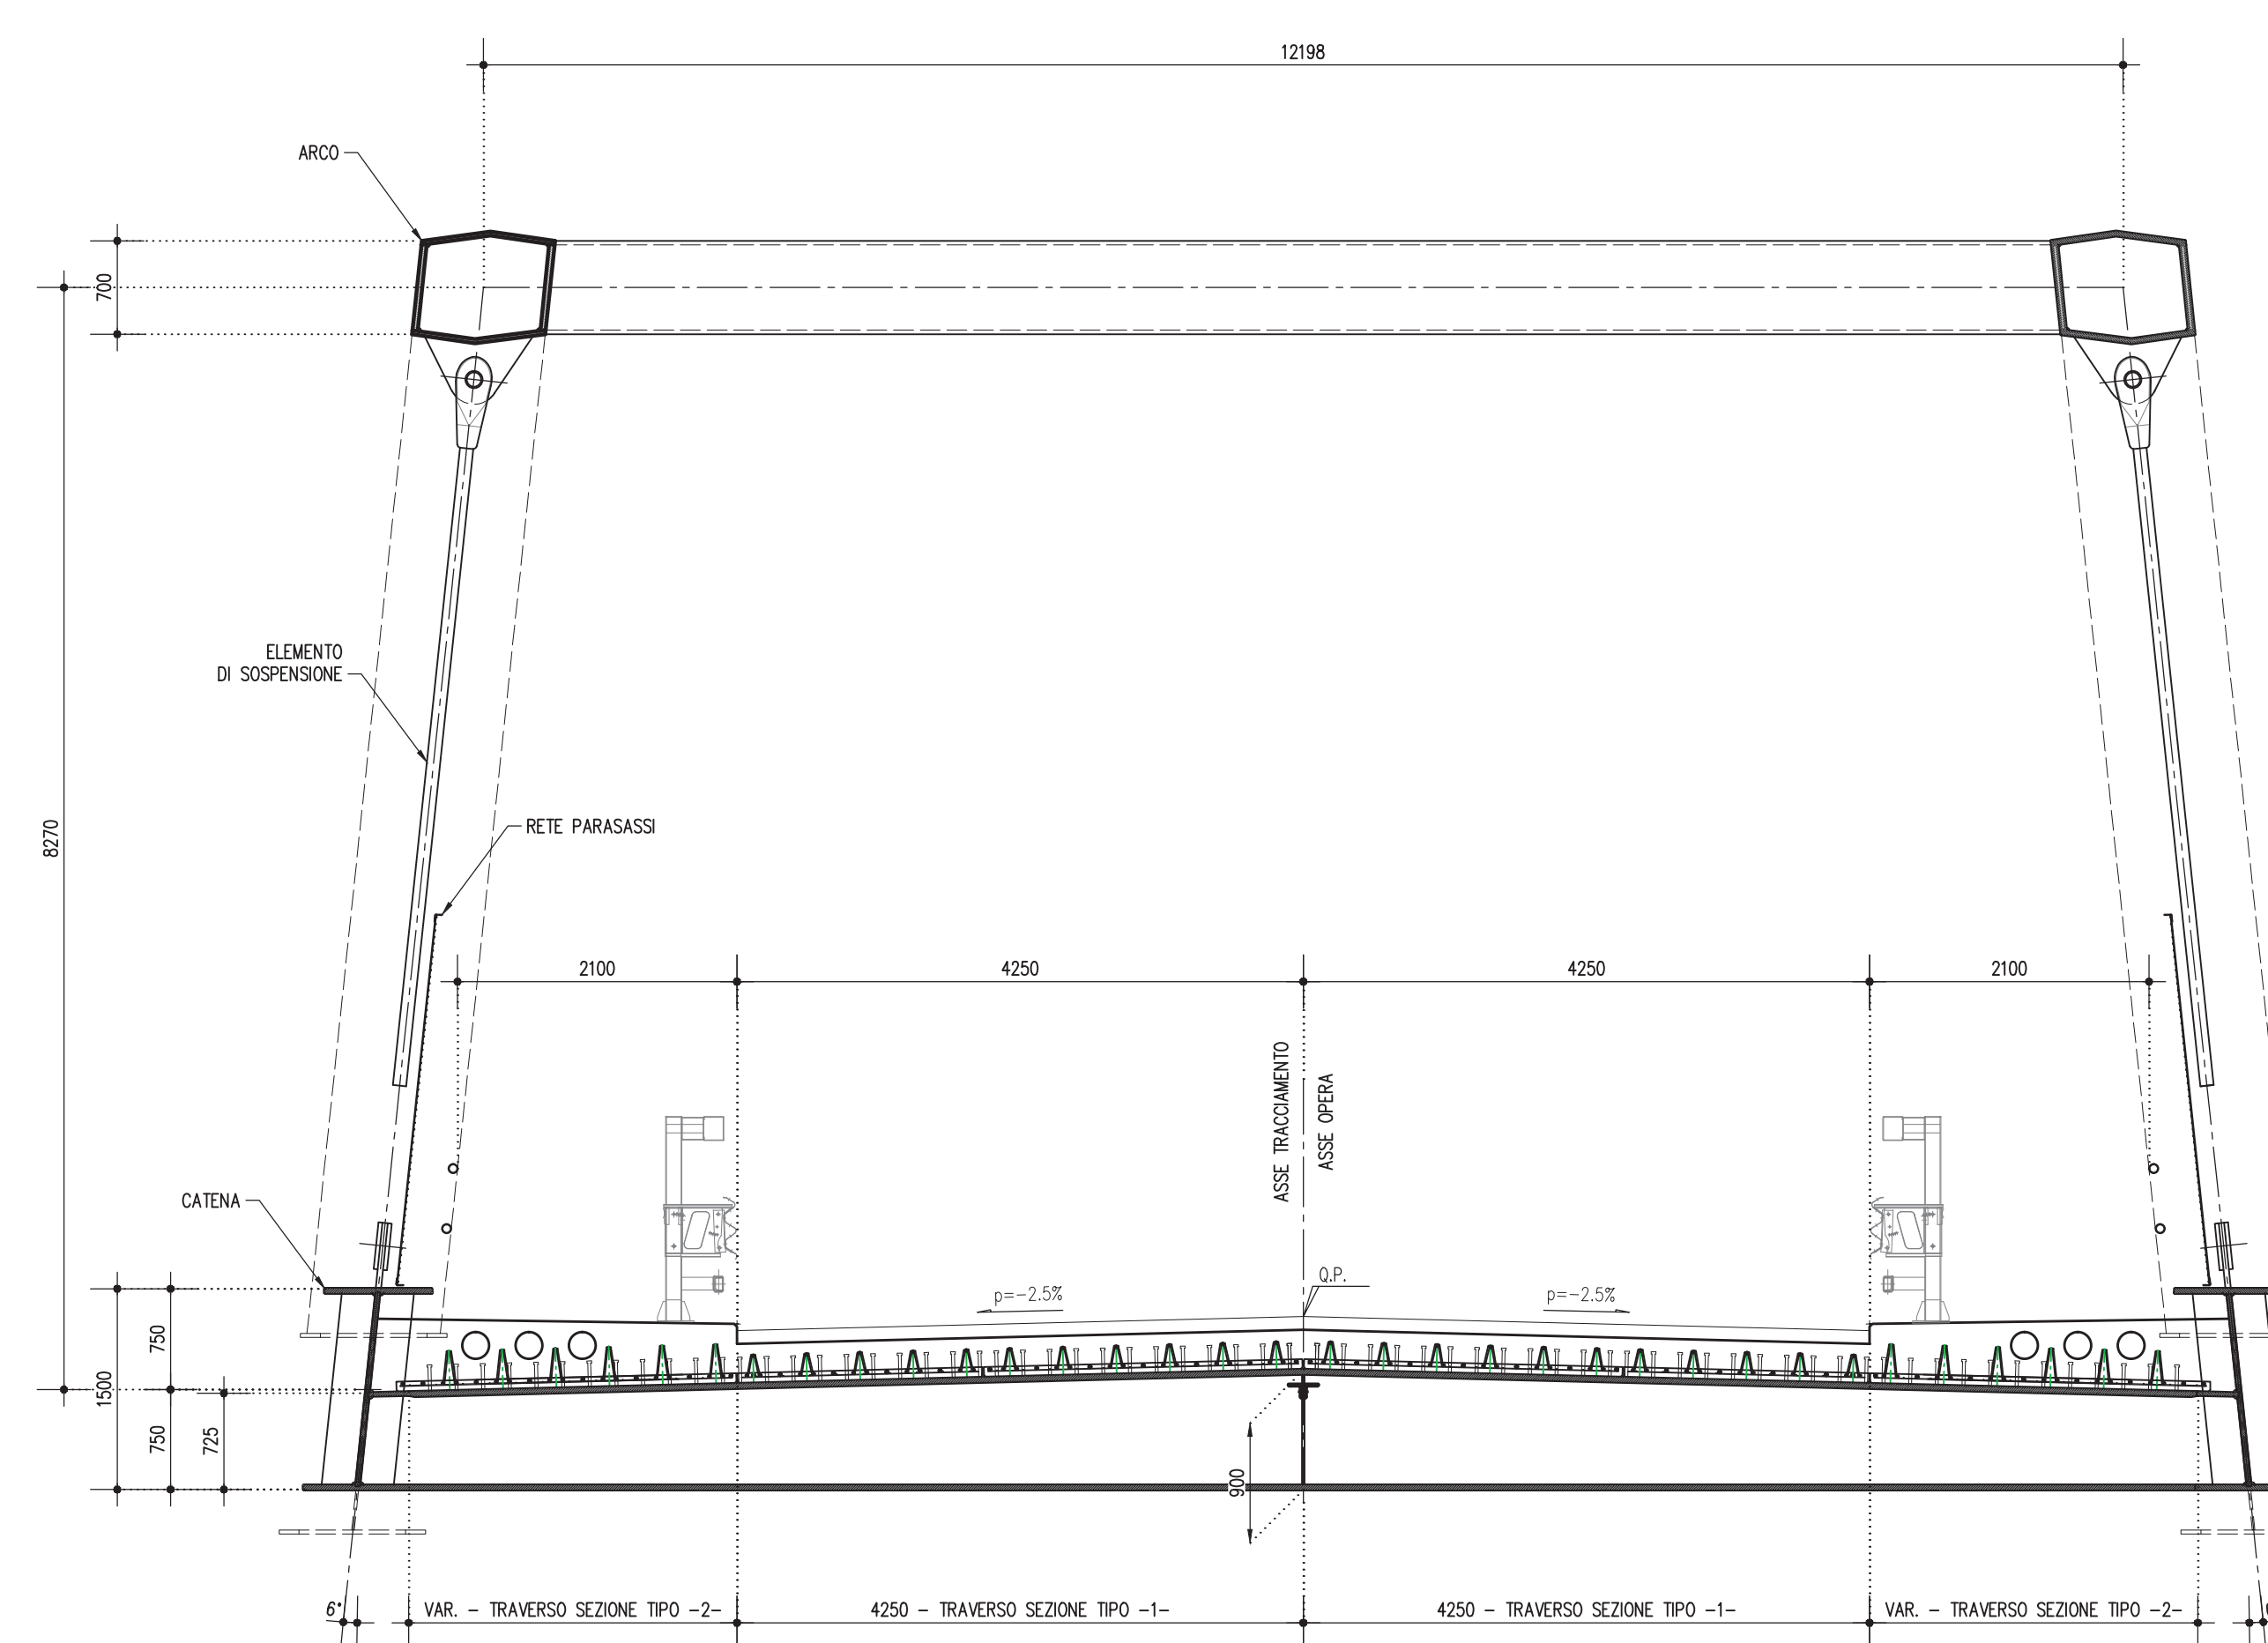 12198
ARCO
700
ELEMENTO
DI SOSPENSIONE
8270
RETE PARASASSI
2100
4250
4250
2100
ASSE TRACCIAMENTO
ASSE OPERA
CATENA
Q.P.
p=-2.5%
p=-2.5%
750
1500
750
725
900
6°
VAR. - TRAVERSO SEZIONE TIPO -2-
4250 - TRAVERSO SEZIONE TIPO -1-
4250 - TRAVERSO SEZIONE TIPO -1-
VAR. - TRAVERSO SEZIONE TIPO -2-